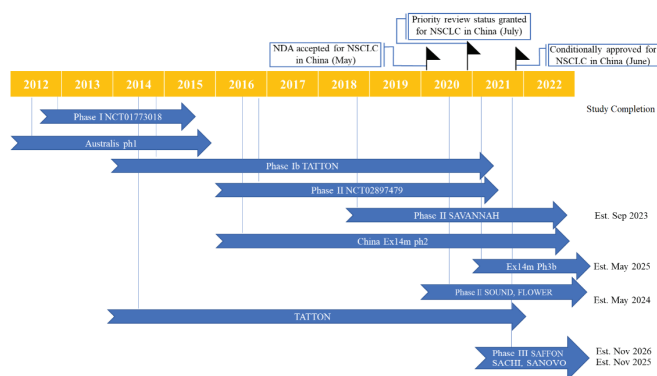 Priority review status granted
for NSCLC in China (July)
NDA accepted for NSCLC
in China (May)
Conditionally approved for
NSCLC in China (June)
2012 2013 2014 2015 2016 2017 2018 2019 2020 2021 2022
Study Completion
Phase I NCT01773018
Australis ph1
Phase Ib TATTON
Phase II NCT02897479
Phase II SAVANNAH
Est. Sep 2023
China Ex14m ph2
Ex14m Ph3b
Est. May 2025
Phase II SOUND, FLOWER
Est. May 2024
TATTON
Phase III SAFFON
SACHI, SANOVO
Est. Nov 2026
Est. Nov 2025